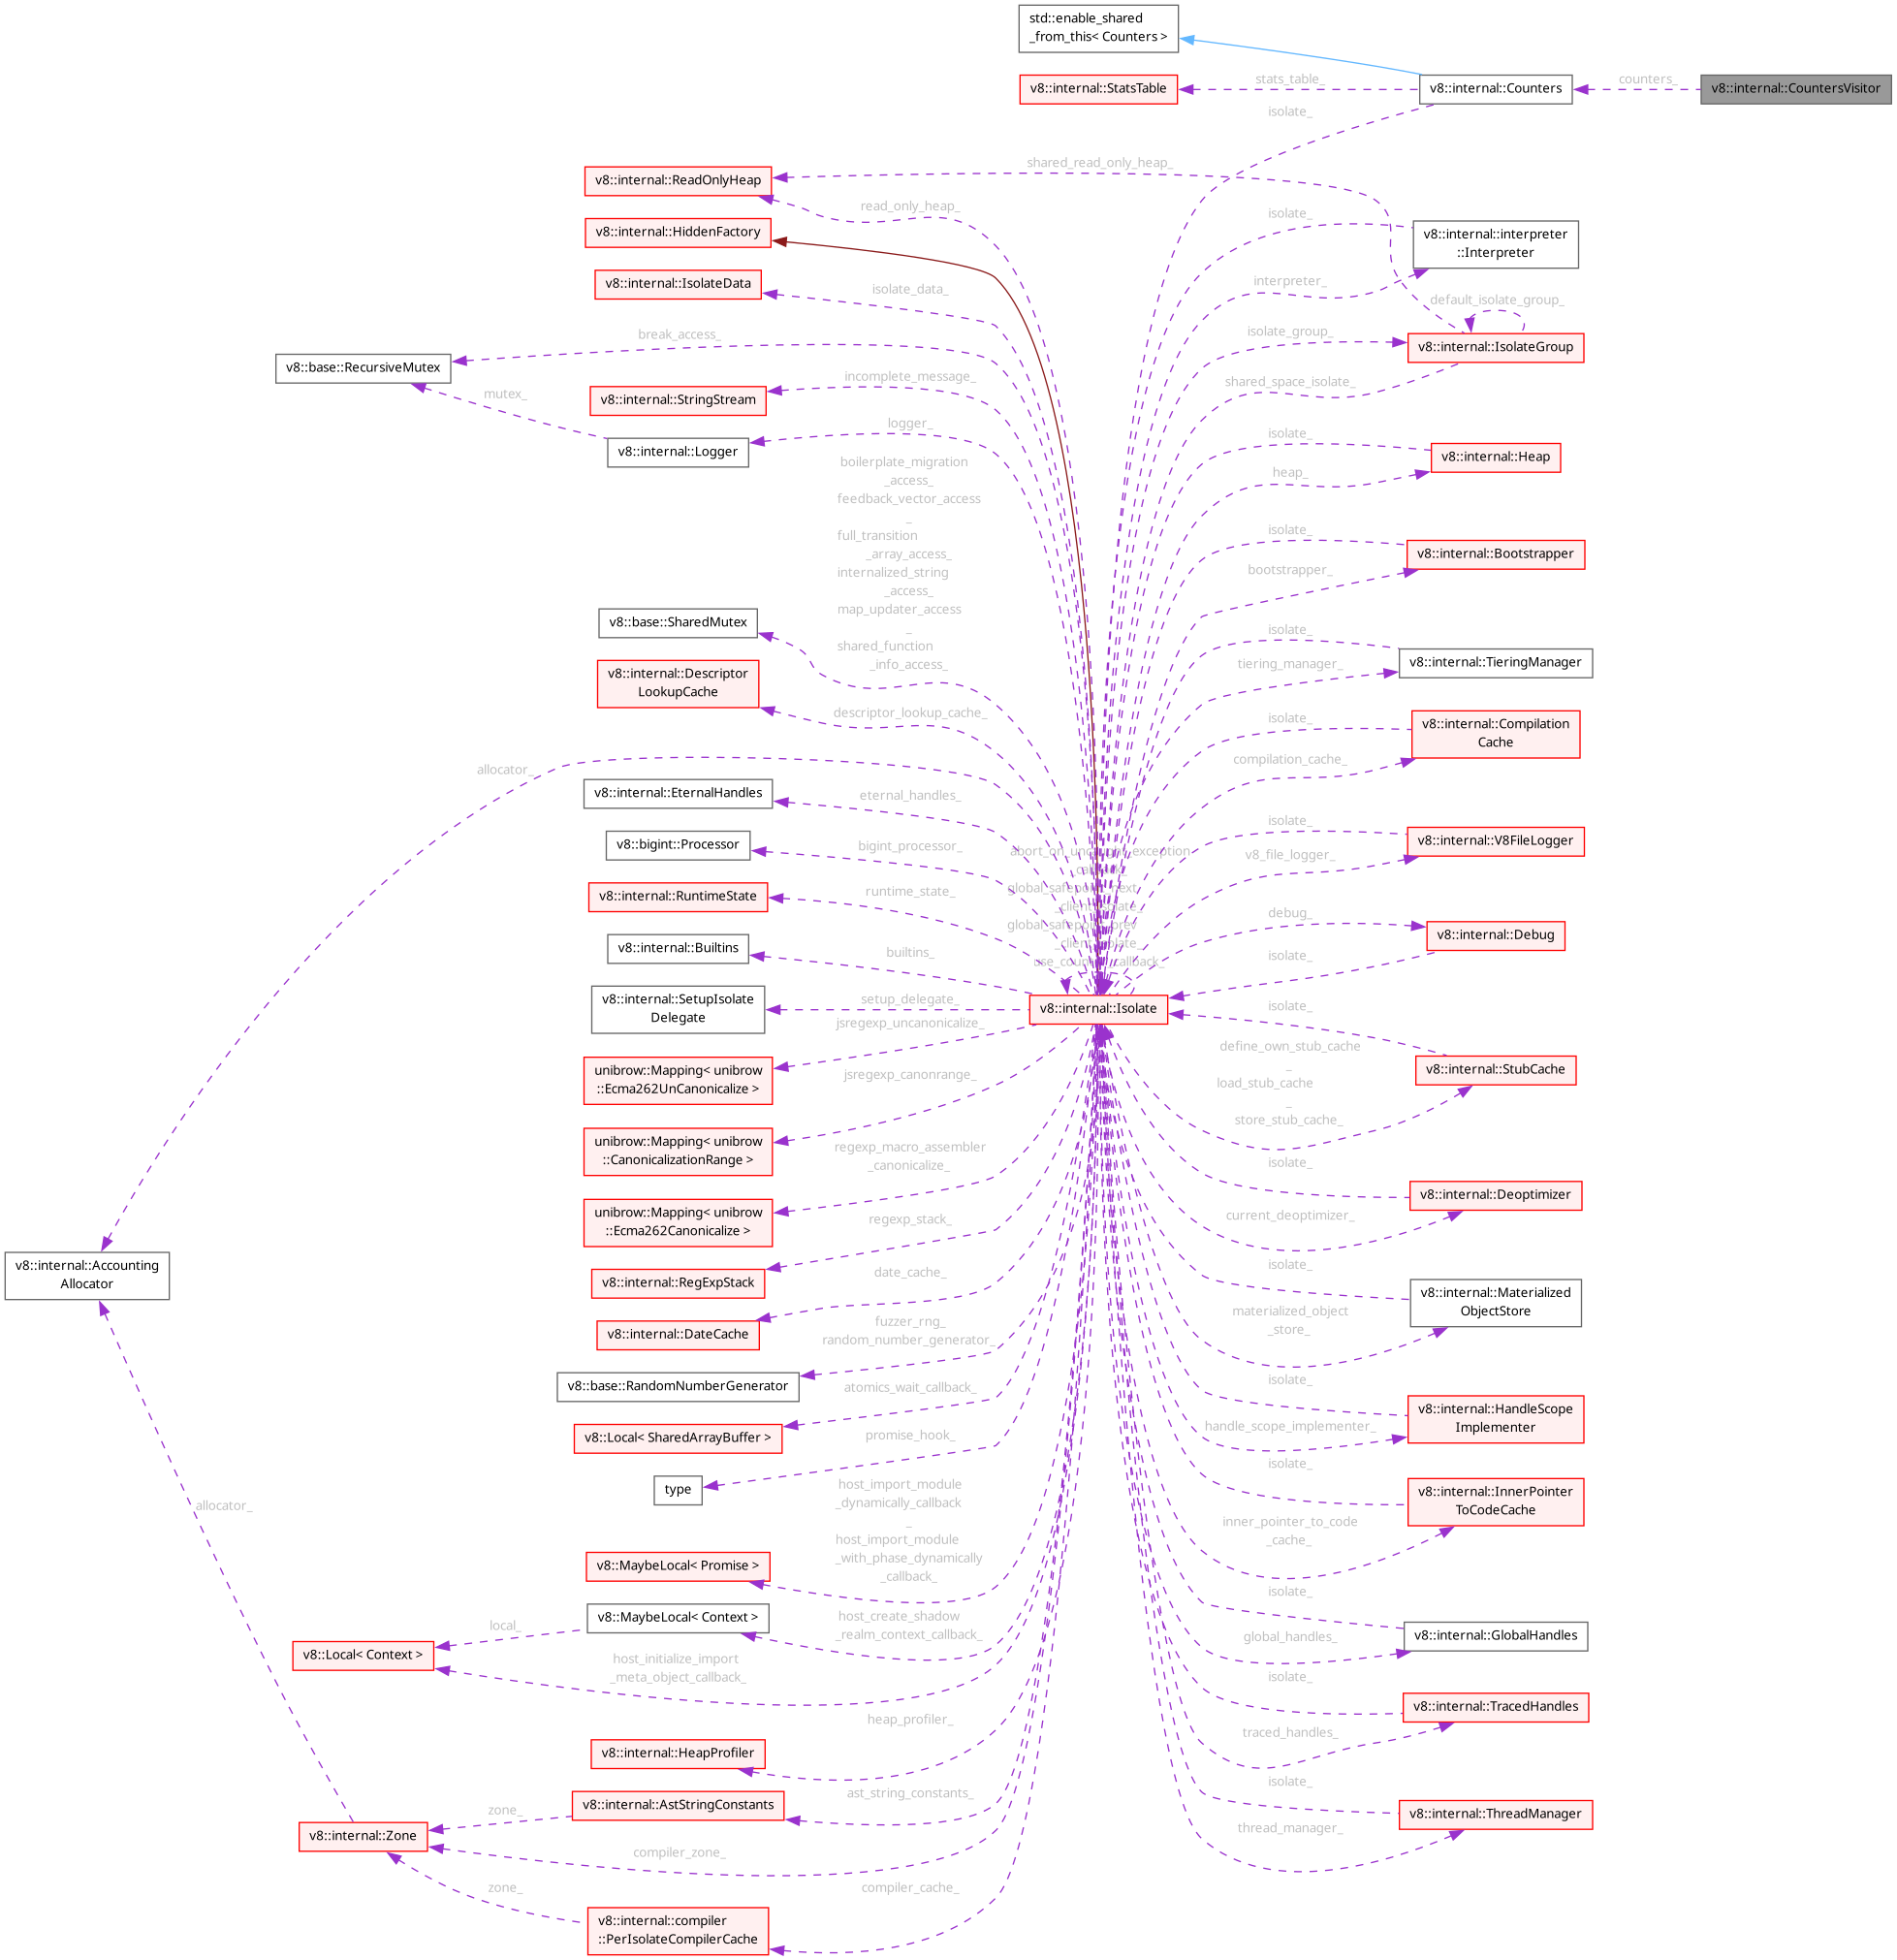 std::enable_shared
_from_this< Counters >
v8::internal::StatsTable
stats_table_
v8::internal::Counters
counters_
v8::internal::CountersVisitor
isolate_
shared_read_only_heap_
v8::internal::ReadOnlyHeap
read_only_heap_
v8::internal::HiddenFactory
isolate_
v8::internal::interpreter
::Interpreter
v8::internal::IsolateData
isolate_data_
interpreter_
default_isolate_group_
break_access_
isolate_group_
v8::internal::IsolateGroup
v8::base::RecursiveMutex
mutex_
v8::internal::StringStream
incomplete_message_
shared_space_isolate_
v8::internal::Logger
logger_
isolate_
v8::internal::Heap
heap_
boilerplate_migration
_access_
feedback_vector_access
_
full_transition
_array_access_
internalized_string
_access_
map_updater_access
_
shared_function
_info_access_
isolate_
v8::internal::Bootstrapper
bootstrapper_
v8::base::SharedMutex
isolate_
v8::internal::TieringManager
tiering_manager_
v8::internal::Descriptor
LookupCache
descriptor_lookup_cache_
isolate_
v8::internal::Compilation
Cache
compilation_cache_
allocator_
v8::internal::EternalHandles
eternal_handles_
v8::bigint::Processor
bigint_processor_
isolate_
v8::internal::V8FileLogger
v8_file_logger_
v8::internal::RuntimeState
runtime_state_
global_safepoint_next
_client_isolate_
global_safepoint_prev
_client_isolate_
use_counter_callback_
v8::internal::Builtins
builtins_
debug_
v8::internal::Debug
isolate_
v8::internal::SetupIsolate
Delegate
setup_delegate_
v8::internal::Isolate
jsregexp_uncanonicalize_
isolate_
unibrow::Mapping< unibrow
::Ecma262UnCanonicalize >
define_own_stub_cache
_
load_stub_cache
_
store_stub_cache_
v8::internal::StubCache
jsregexp_canonrange_
unibrow::Mapping< unibrow
::CanonicalizationRange >
regexp_macro_assembler
_canonicalize_
isolate_
v8::internal::Deoptimizer
current_deoptimizer_
unibrow::Mapping< unibrow
::Ecma262Canonicalize >
regexp_stack_
v8::internal::Accounting
Allocator
v8::internal::RegExpStack
date_cache_
isolate_
v8::internal::Materialized
ObjectStore
materialized_object
_store_
v8::internal::DateCache
fuzzer_rng_
random_number_generator_
v8::base::RandomNumberGenerator
atomics_wait_callback_
isolate_
v8::internal::HandleScope
Implementer
handle_scope_implementer_
v8::Local< SharedArrayBuffer >
promise_hook_
type
isolate_
v8::internal::InnerPointer
ToCodeCache
inner_pointer_to_code
_cache_
allocator_
host_import_module
_dynamically_callback
_
host_import_module
_with_phase_dynamically
_callback_
v8::MaybeLocal< Promise >
isolate_
v8::internal::GlobalHandles
global_handles_
v8::MaybeLocal< Context >
host_create_shadow
_realm_context_callback_
local_
v8::Local< Context >
host_initialize_import
_meta_object_callback_
isolate_
v8::internal::TracedHandles
traced_handles_
heap_profiler_
v8::internal::HeapProfiler
isolate_
v8::internal::ThreadManager
thread_manager_
ast_string_constants_
v8::internal::AstStringConstants
zone_
v8::internal::Zone
compiler_zone_
zone_
compiler_cache_
v8::internal::compiler
::PerIsolateCompilerCache